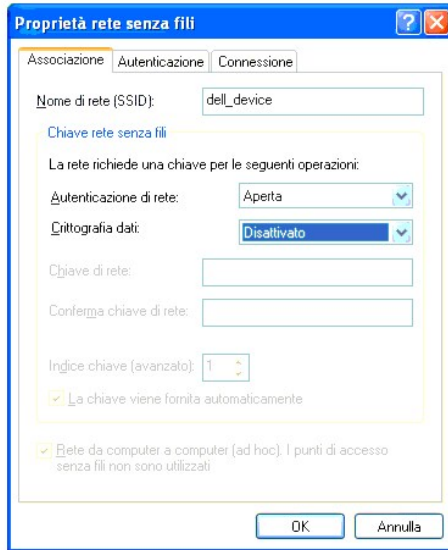 Proprietà rete senza fili
Associazione Autenticazione Connessione
Nome di rete (SSID): dell_device
Chiave rete senza fili
La rete richiede una chiave per le seguenti operazioni:
Autenticazione di rete: Aperta
Crittografia dati: Disattivato
Chiave di rete:
Conferma chiave di rete:
Indice chiave (avanzato): 1
La chiave viene fornita automaticamente
Rete da computer a computer (ad hoc). I punti di accesso
senza fili non sono utilizzati
OK Annulla